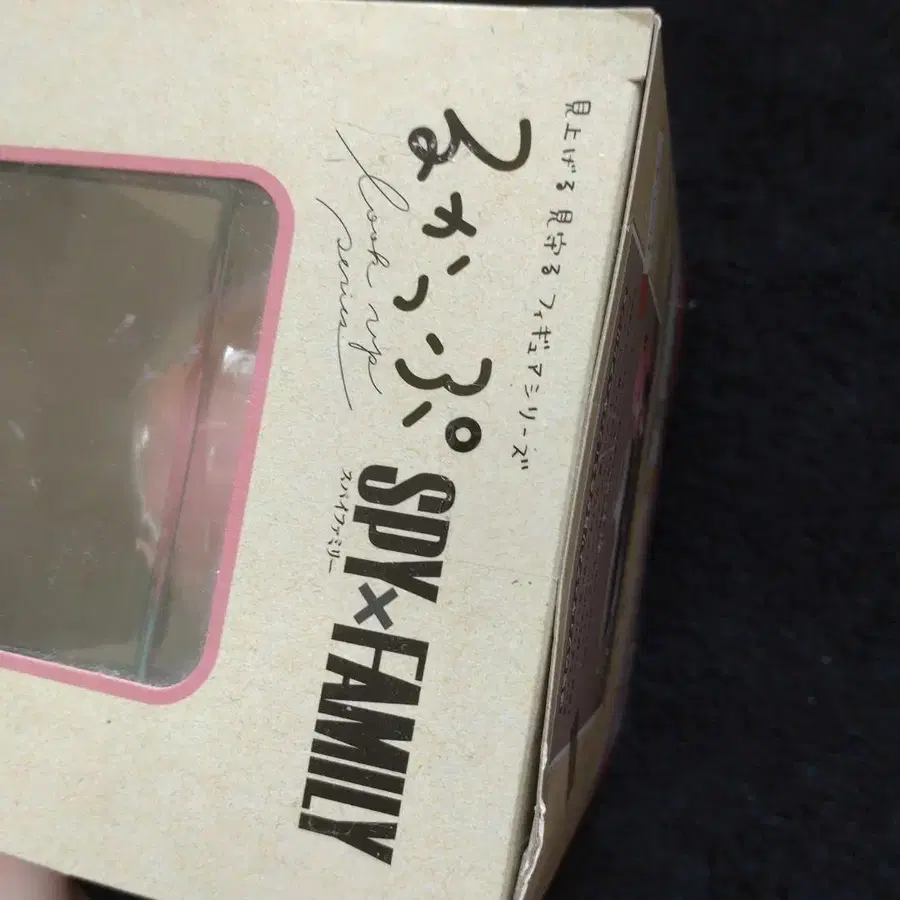 見上げる 見守る フィギュアシリーズ
るかっぷ
look up
series
SPY×FAMILY
スパイファミリー